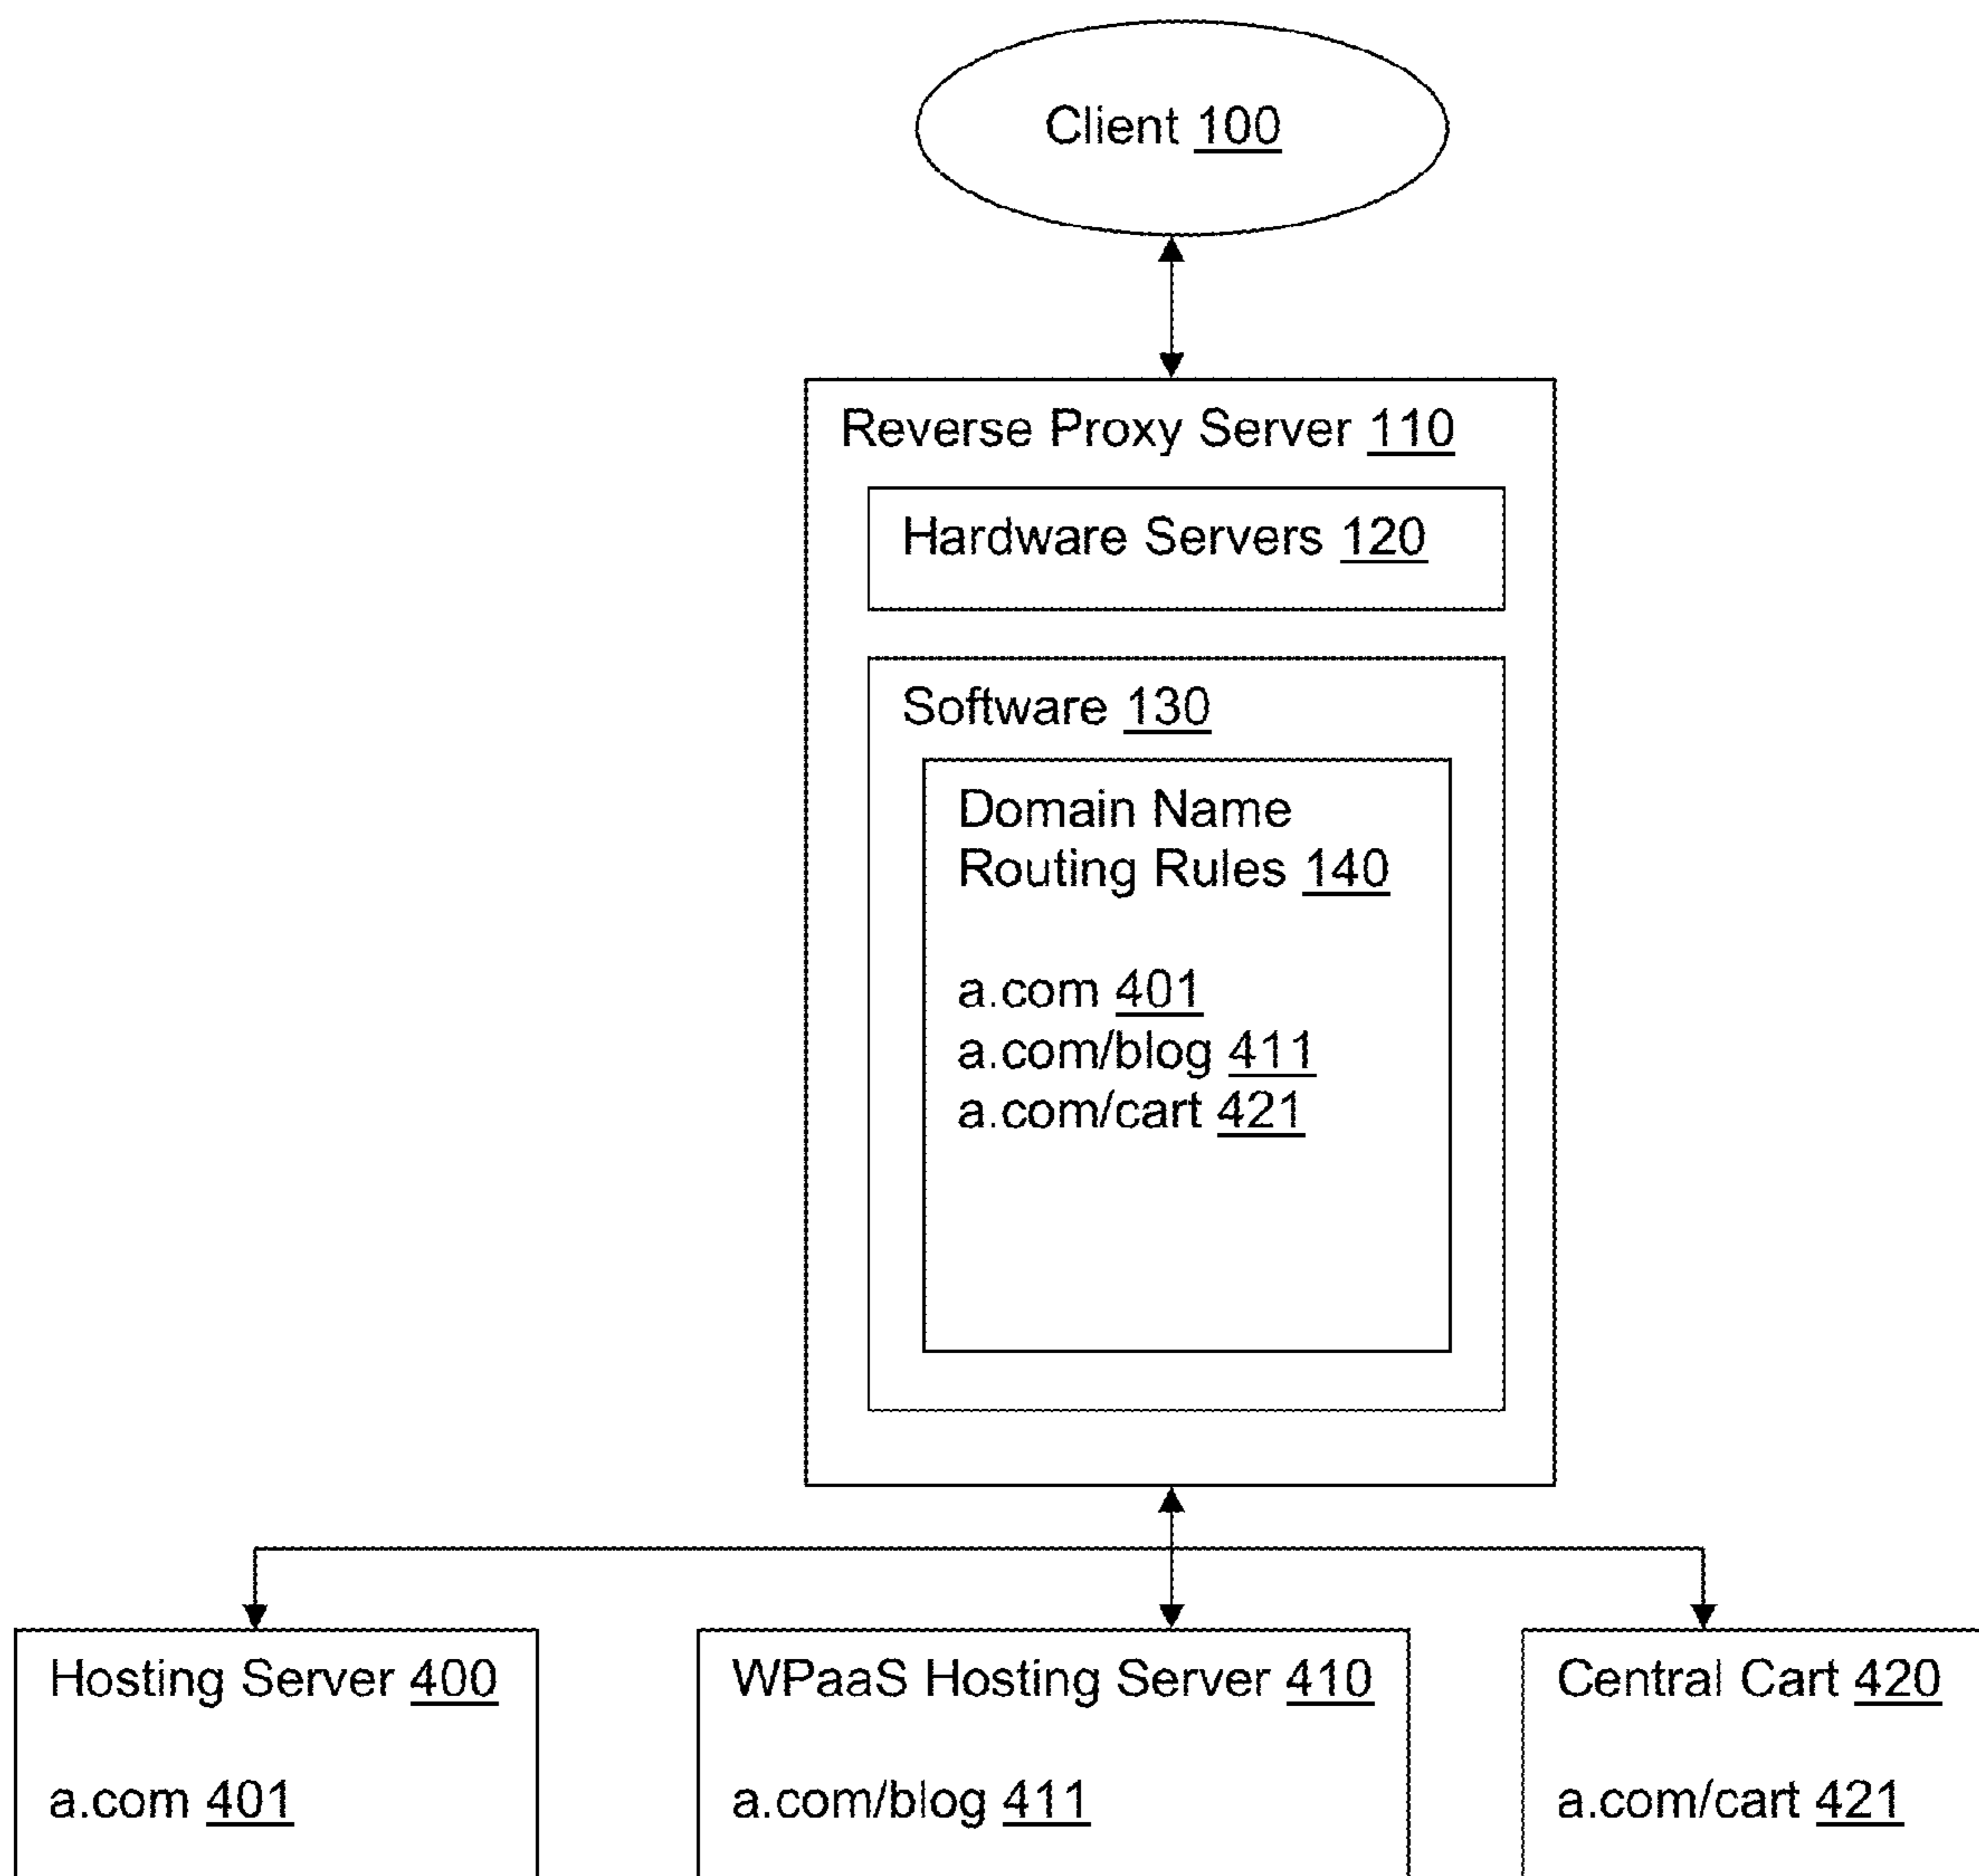 Client 100
Reverse Proxy Server 110
Hardware Servers 120
Software 130
Domain Name
Routing Rules 140
a.com 401
a.com/blog 411
a.com/cart 421
Hosting Server 400
a.com 401
WPaaS Hosting Server 410
a.com/blog 411
Central Cart 420
a.com/cart 421